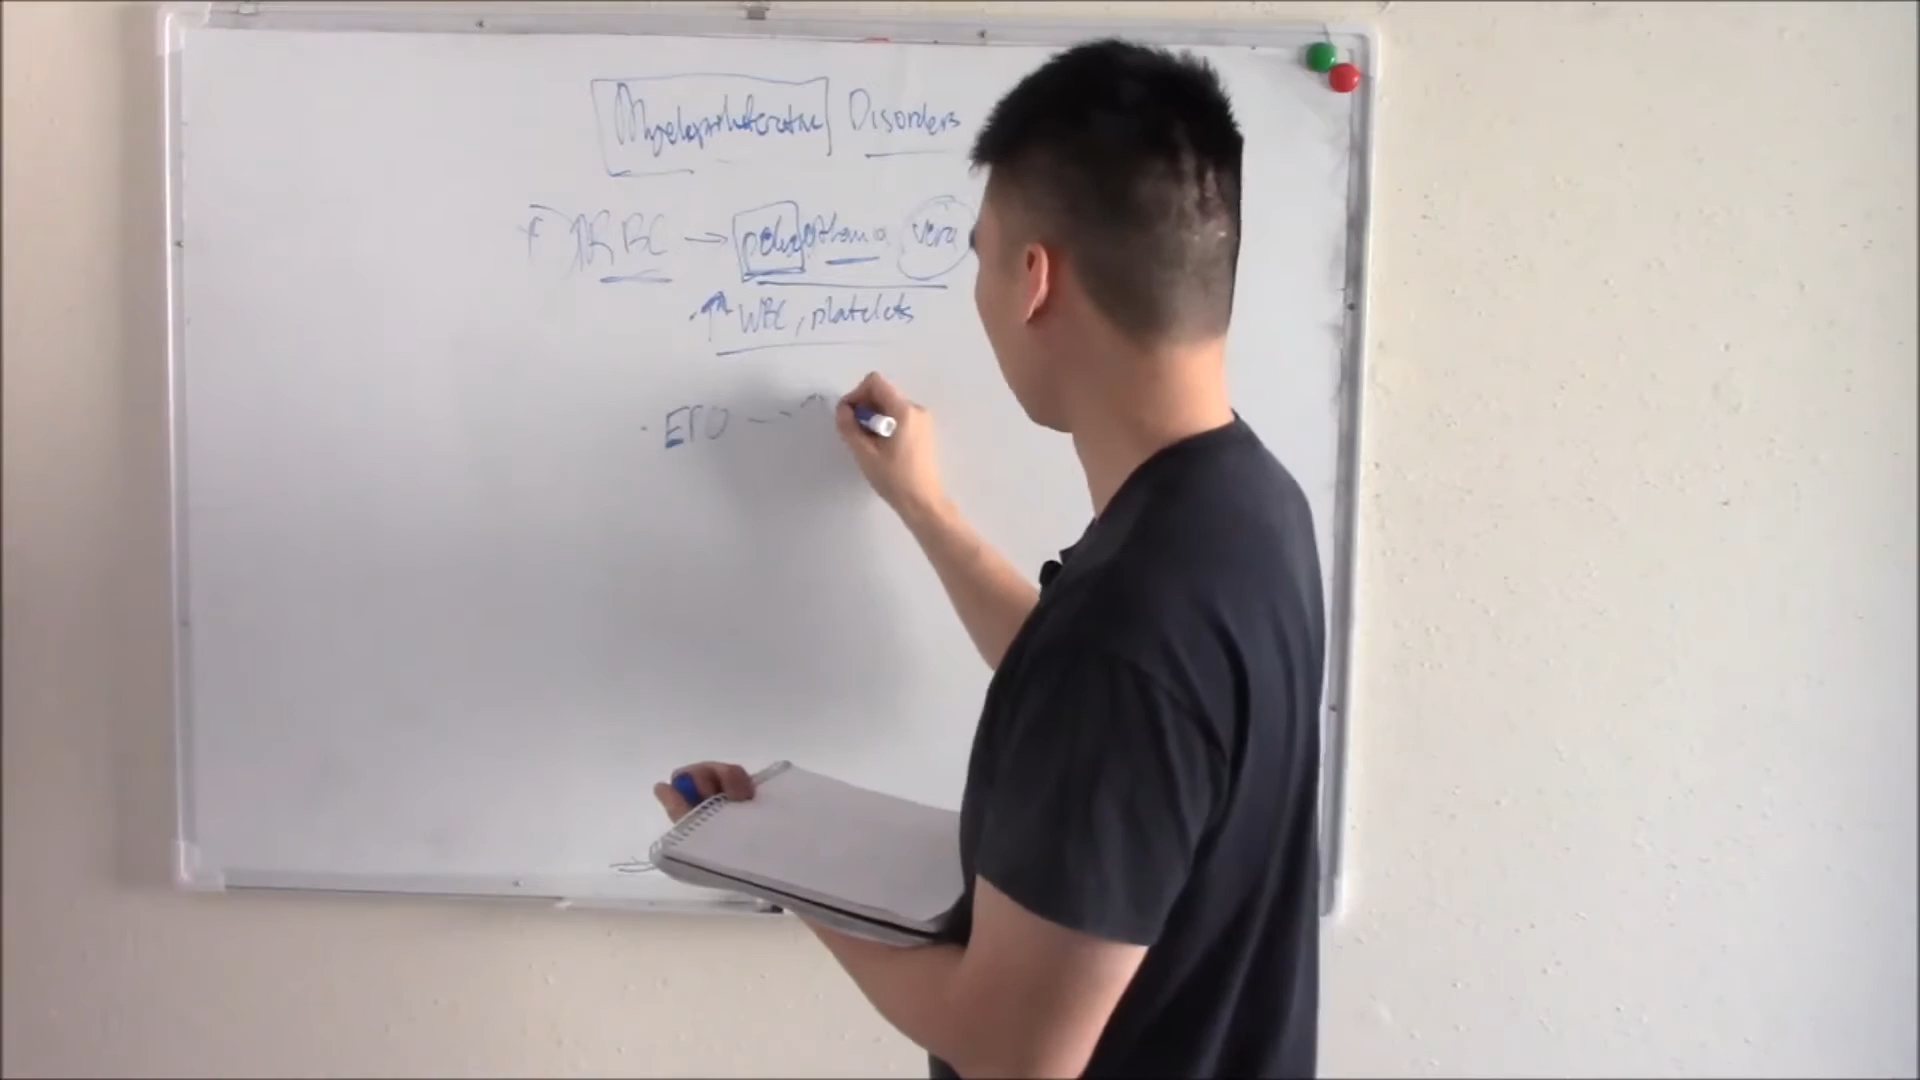 Myeloproliferative Disorders
↑RBC → polycythemia vera
· ↑ WBC, platelets
· EPO